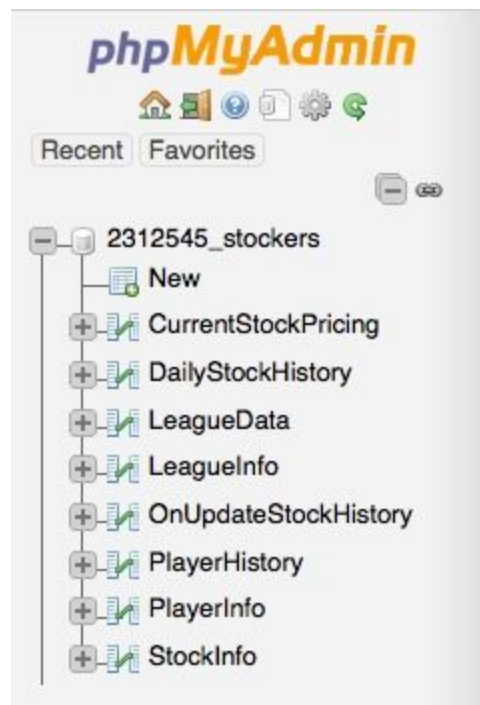 phpMyAdmin
Recent Favorites
2312545_stockers
New
CurrentStockPricing
DailyStockHistory
LeagueData
LeagueInfo
OnUpdateStockHistory
PlayerHistory
PlayerInfo
StockInfo